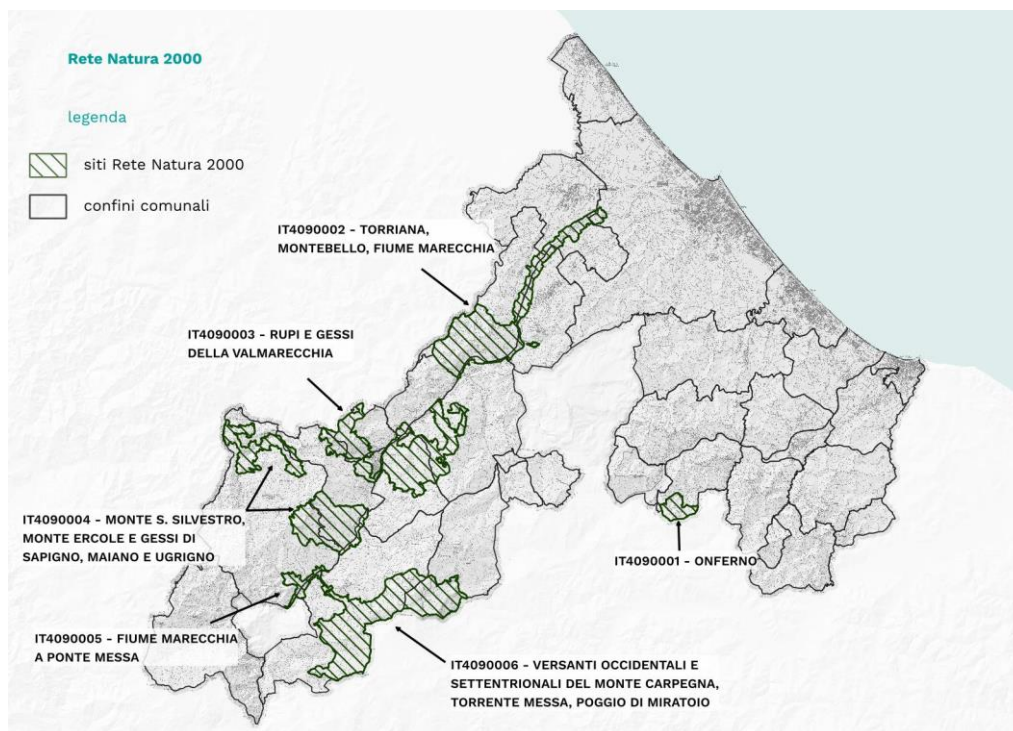 Rete Natura 2000
legenda
siti Rete Natura 2000
confini comunali
IT4090002 - TORRIANA,
MONTEBELLO, FIUME MARECCHIA
IT4090003 - RUPI E GESSI
DELLA VALMARECCHIA
IT4090004 - MONTE S. SILVESTRO,
MONTE ERCOLE E GESSI DI
SAPIGNO, MAIANO E UGRIGNO
IT4090001 - ONFERNO
IT4090005 - FIUME MARECCHIA
A PONTE MESSA
IT4090006 - VERSANTI OCCIDENTALI E
SETTENTRIONALI DEL MONTE CARPEGNA,
TORRENTE MESSA, POGGIO DI MIRATOIO